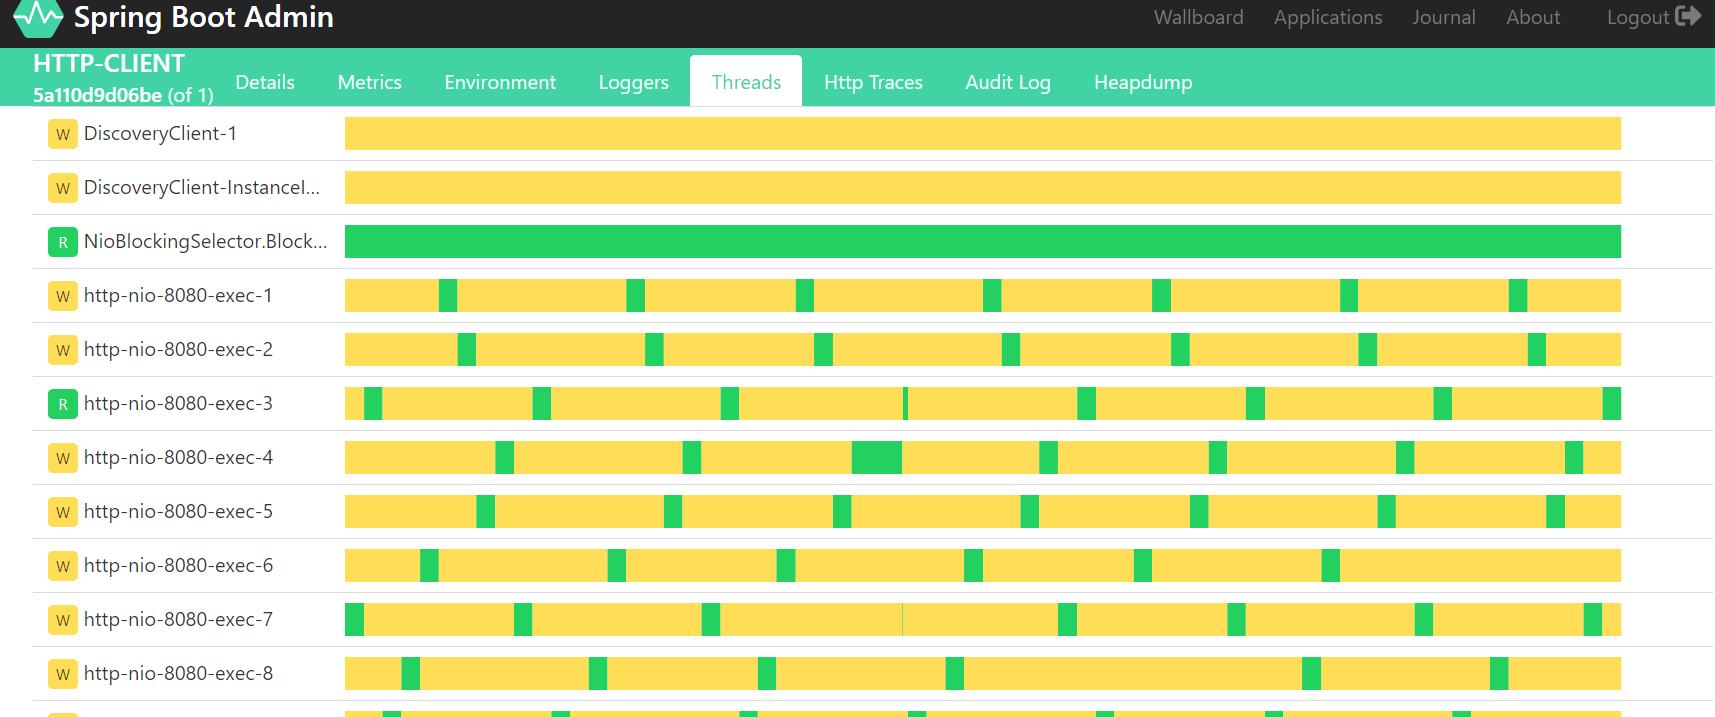 Spring Boot Admin
Wallboard Applications Journal About Logout
HTTP-CLIENT
5a110d9d06be (of 1)
Details Metrics Environment Loggers Threads Http Traces Audit Log Heapdump
W DiscoveryClient-1
W DiscoveryClient-InstanceI...
R NioBlockingSelector.Block...
W http-nio-8080-exec-1
W http-nio-8080-exec-2
R http-nio-8080-exec-3
W http-nio-8080-exec-4
W http-nio-8080-exec-5
W http-nio-8080-exec-6
W http-nio-8080-exec-7
W http-nio-8080-exec-8